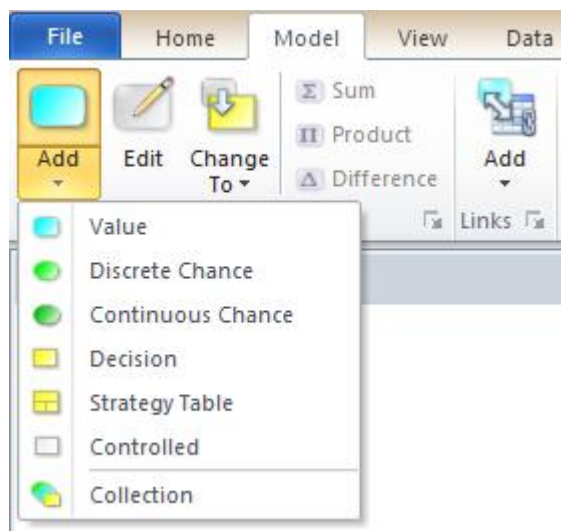 File Home Model View Data
Σ Sum
Π Product
Δ Difference
Add Edit Change To
Add
Links
Value
Discrete Chance
Continuous Chance
Decision
Strategy Table
Controlled
Collection